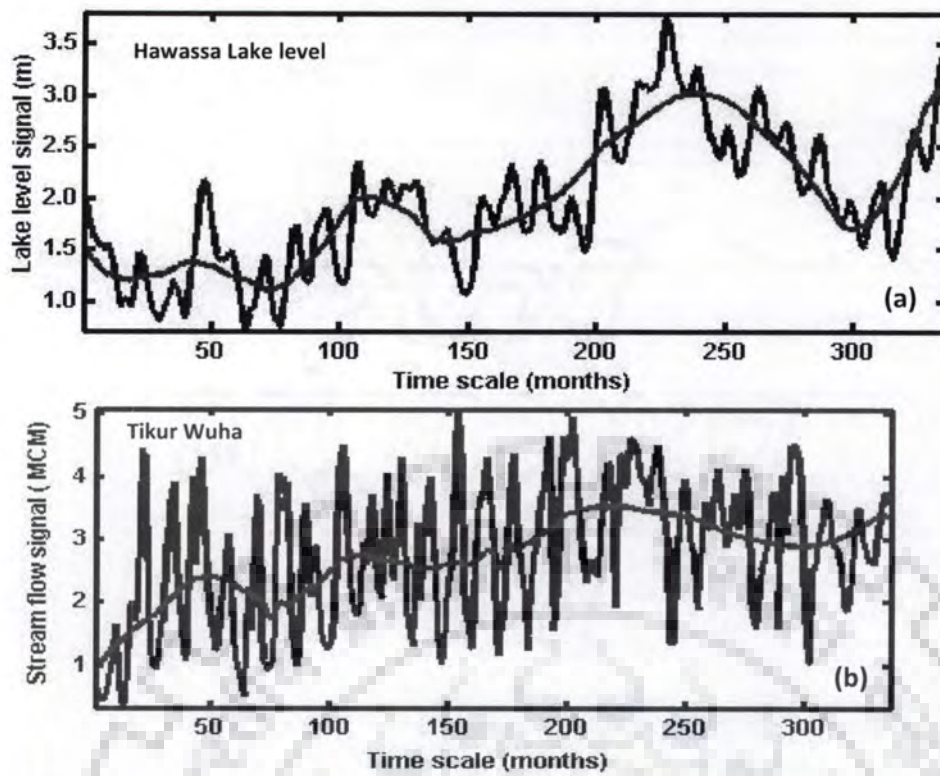 Hawassa Lake level
Lake level signal (m)
3.5
3.0
2.5
2.0
1.5
1.0
(a)
50 100 150 200 250 300
Time scale (months)
Tikur Wuha
Stream flow signal ( MCM)
5
4
3
2
1
(b)
50 100 150 200 250 300
Time scale (months)